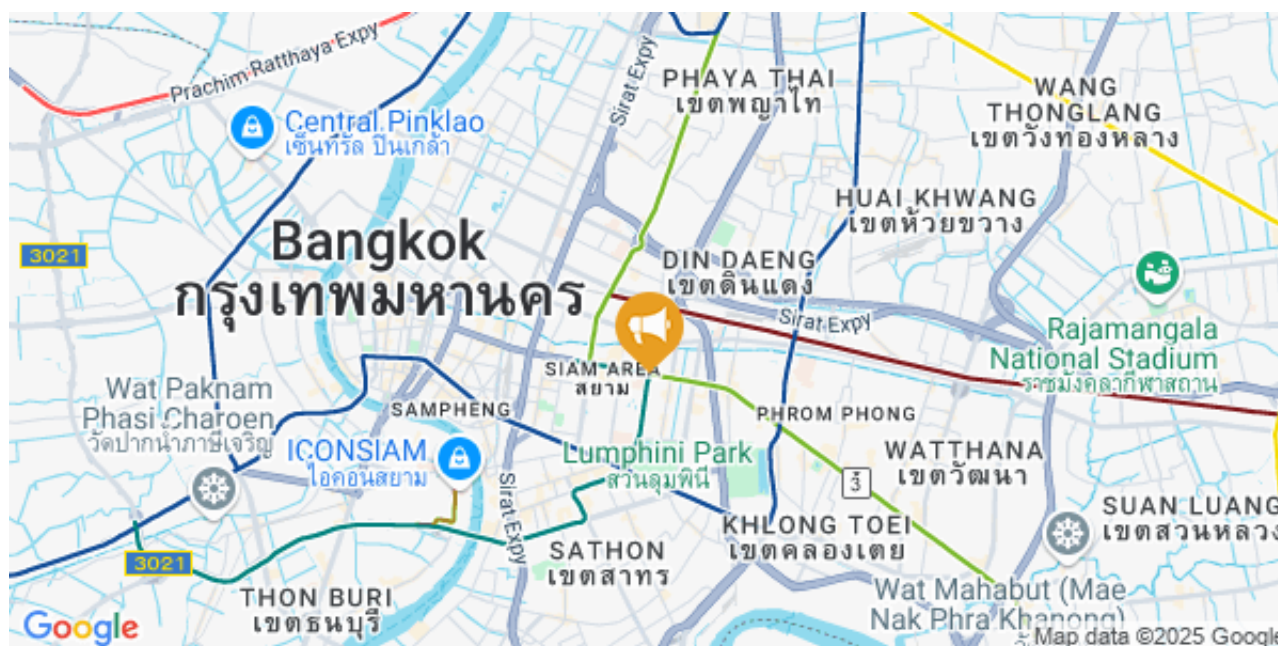 Prachim Ratthaya Expy
Sirat Expy
PHAYA THAI
เขตพญาไท
WANG
THONGLANG
เขตวังทองหลาง
Central Pinklao
เซ็นทรัล ปิ่นเกล้า
HUAI KHWANG
เขตห้วยขวาง
Bangkok
กรุงเทพมหานคร
3021
DIN DAENG
เขตดินแดง
Sirat Expy
Rajamangala
National Stadium
ราชมังคลากีฬาสถาน
SIAM AREA
สยาม
Wat Paknam
Phasi Charoen
วัดปากน้ำภาษีเจริญ
SAMPHENG
PHROM PHONG
ICONSIAM
ไอคอนสยาม
Lumphini Park
สวนลุมพินี
WATTHANA
เขตวัฒนา
3
Sirat Expy
SUAN LUANG
เขตสวนหลวง
KHLONG TOEI
เขตคลองเตย
SATHON
เขตสาทร
3021
THON BURI
เขตธนบุรี
Wat Mahabut (Mae
Nak Phra Khanong)
Google
Map data ©2025 Google